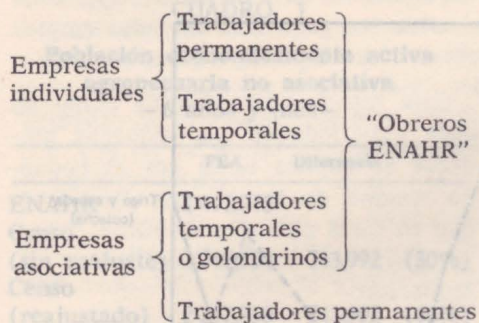 Empresas
individuales
Trabajadores
permanentes
Trabajadores
temporales
"Obreros
ENAHR"
Empresas
asociativas
Trabajadores
temporales
o golondrinos
Trabajadores permanentes